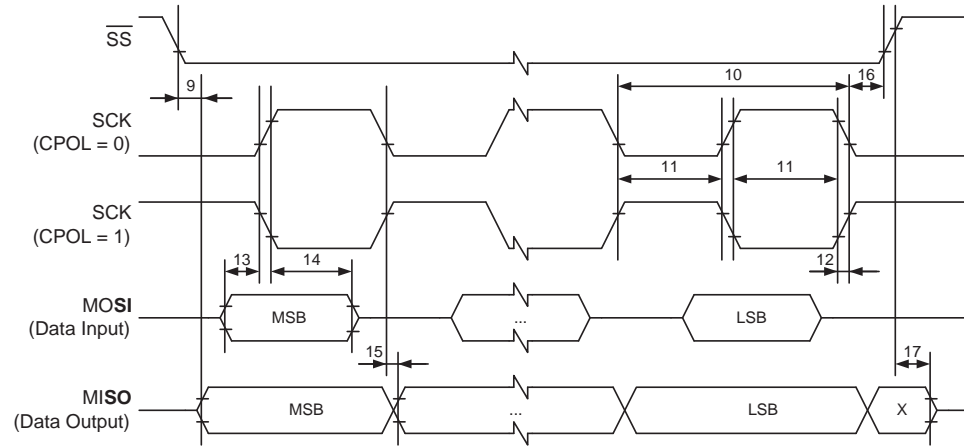 SS
10 16
9
SCK
(CPOL = 0)
11 11
SCK
(CPOL = 1)
13 14 12
MOSI
(Data Input)
MSB ... LSB
15 17
MISO
(Data Output)
MSB ... LSB X